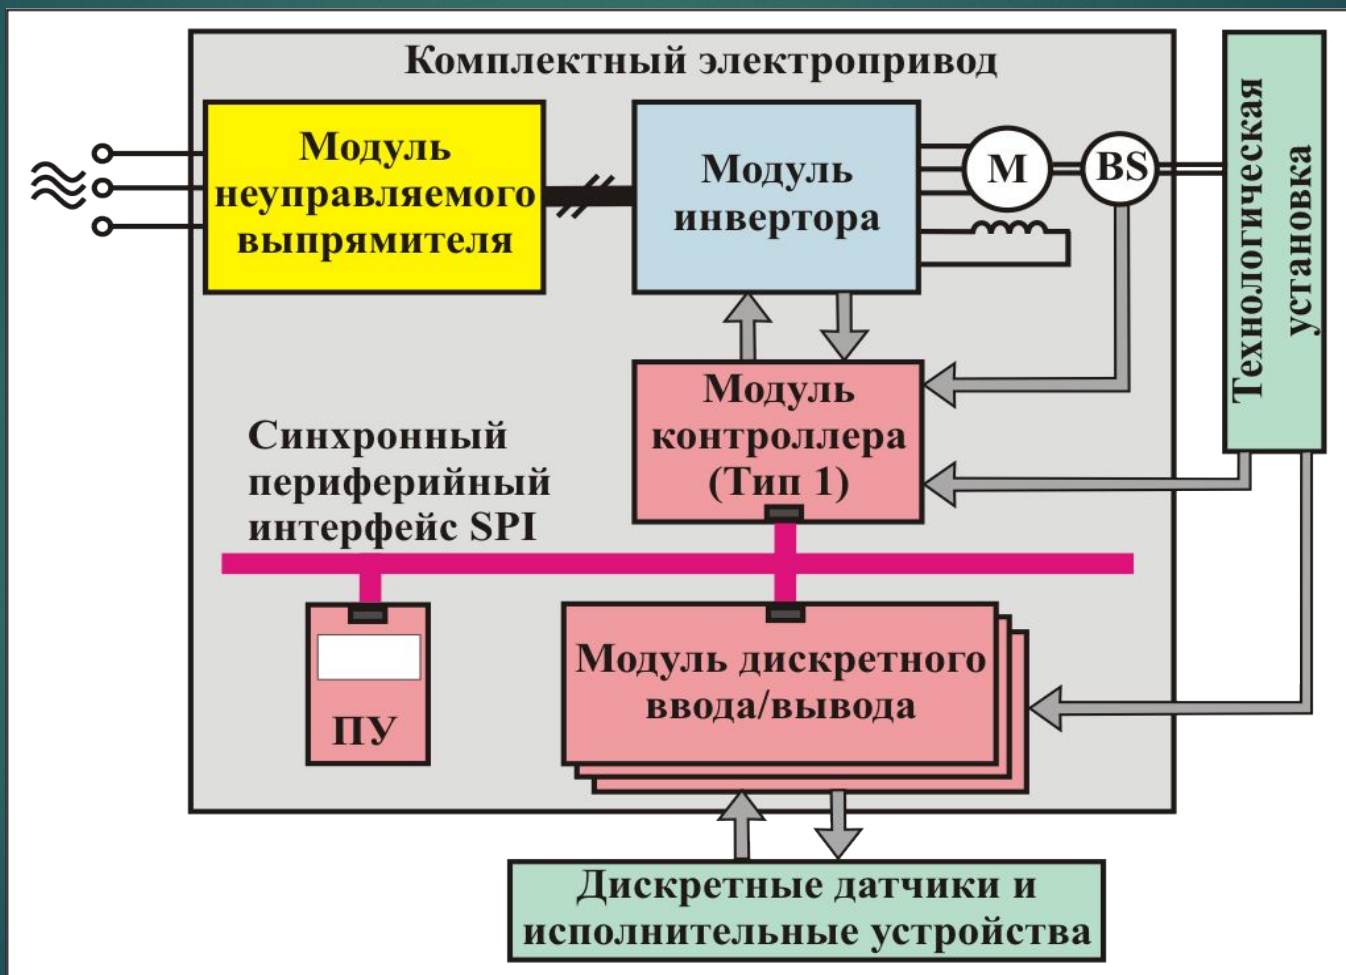 Комплектный электропривод
Модуль
неуправляемого
выпрямителя
Модуль
инвертора
М
BS
Технологическая
установка
Модуль
контроллера
(Тип 1)
Синхронный
периферийный
интерфейс SPI
ПУ
Модуль дискретного
ввода/вывода
Дискретные датчики и
исполнительные устройства